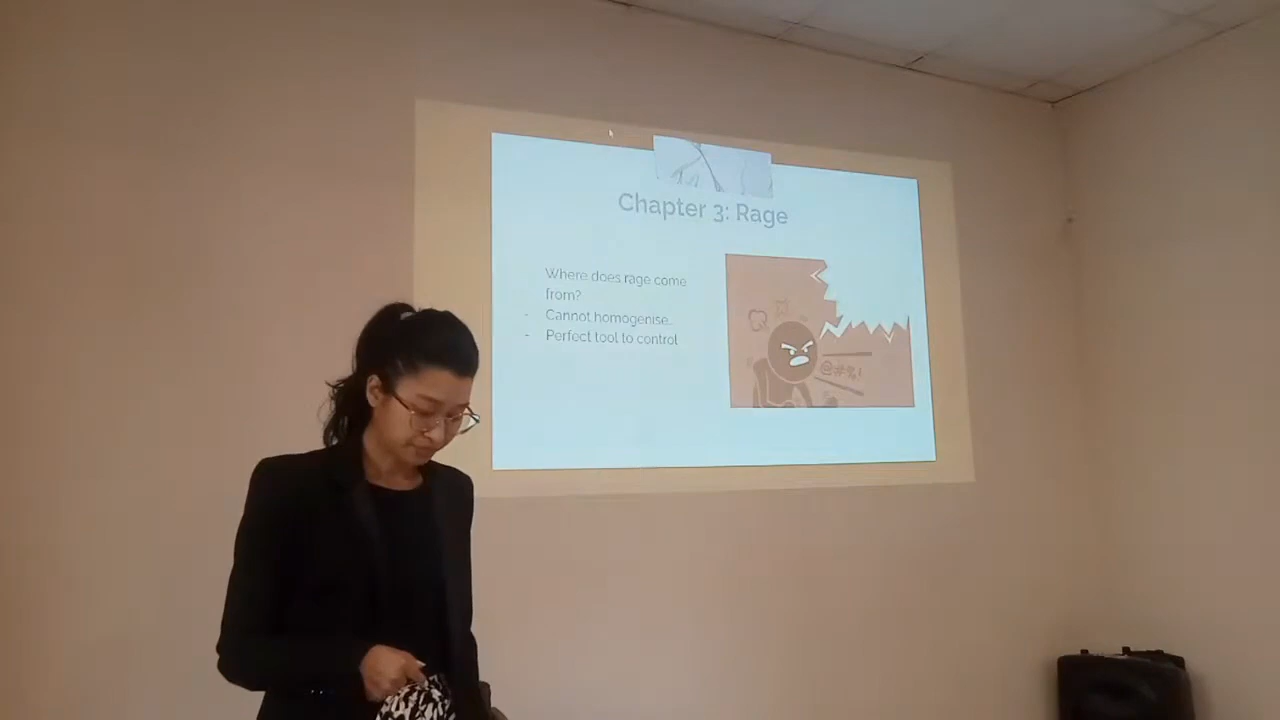 Chapter 3: Rage
Where does rage come
from?
- Cannot homogenise..
- Perfect tool to control
@#%!